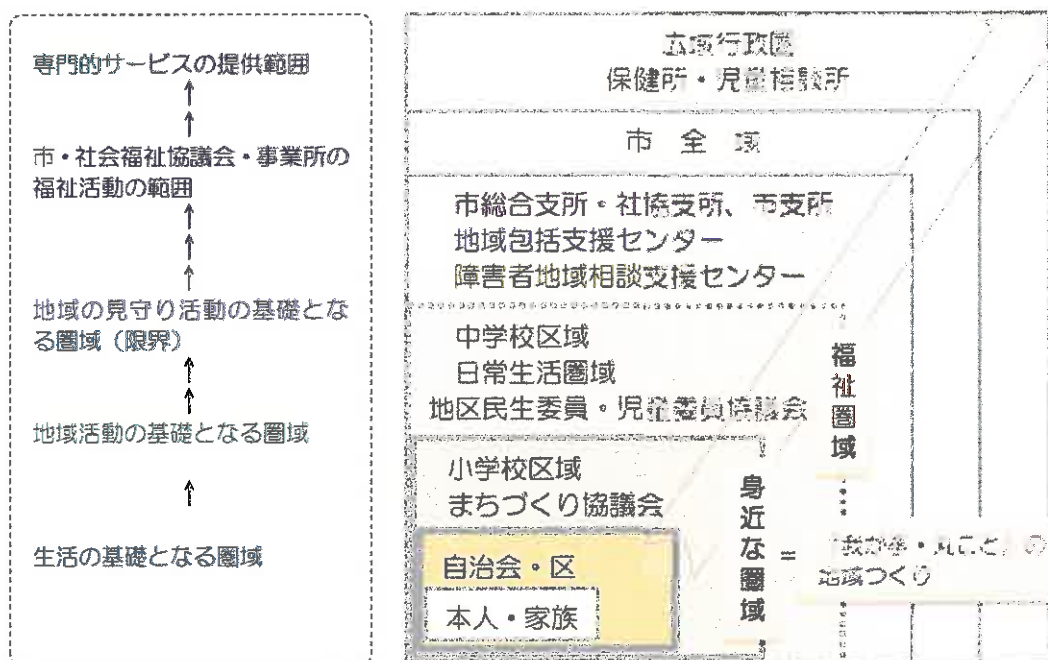 専門的サービスの提供範囲
市・社会福祉協議会・事業所の
福祉活動の範囲
地域の見守り活動の基礎とな
る圏域（限界）
地域活動の基礎となる圏域
生活の基礎となる圏域
広域行政圏
保健所・児童相談所
市 全 域
市総合支所・社協支所、市支所
地域包括支援センター
障害者地域相談支援センター
中学校区域
日常生活圏域
地区民生委員・児童委員協議会
福祉圏域
小学校区域
まちづくり協議会
身近な圏域
自治会・区
本人・家族
=
・丸ごと」の
地域づくり